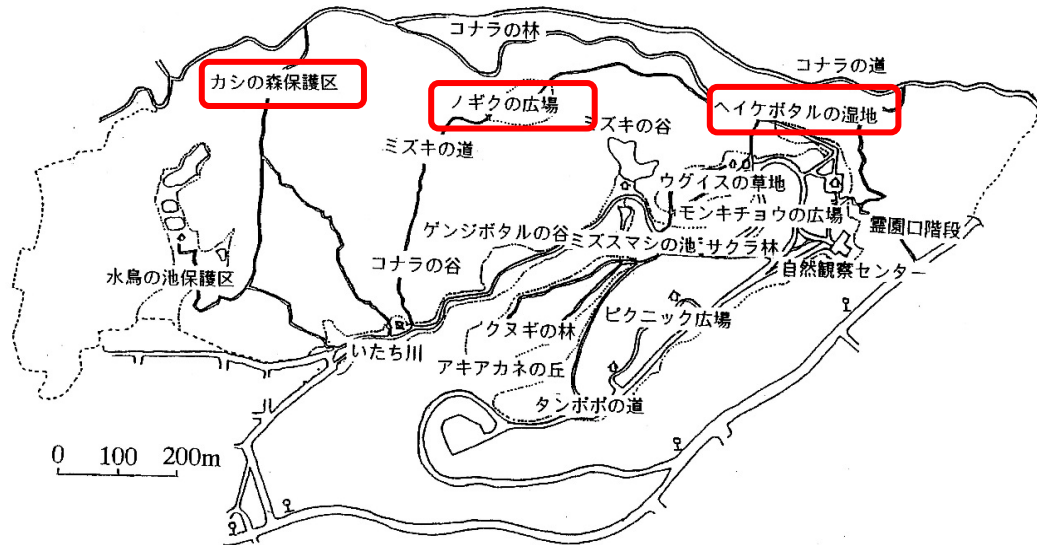 コナラの林
コナラの道
カシの森保護区
ノギクの広場
ヘイケボタルの湿地
ミズキの谷
ミズキの道
ウグイスの草地
モンキチョウの広場
霊園口階段
ゲンジボタルの谷
ミズスマシの池
サクラ林
自然観察センター
コナラの谷
水鳥の池保護区
ピクニック広場
クヌギの林
いたち川
アキアカネの丘
タンポポの道
0 100 200m